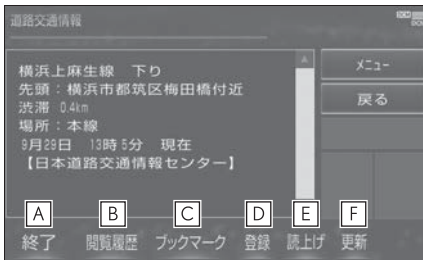 道路交通情報
メニュー
戻る
横浜上麻生線 下り
先頭：横浜市都筑区梅田橋付近
渋滞 0.4km
場所：本線
9月29日 13時5分 現在
【日本道路交通情報センター】
A B C D E F
終了 閲覧履歴 ブックマーク 登録 読上げ 更新